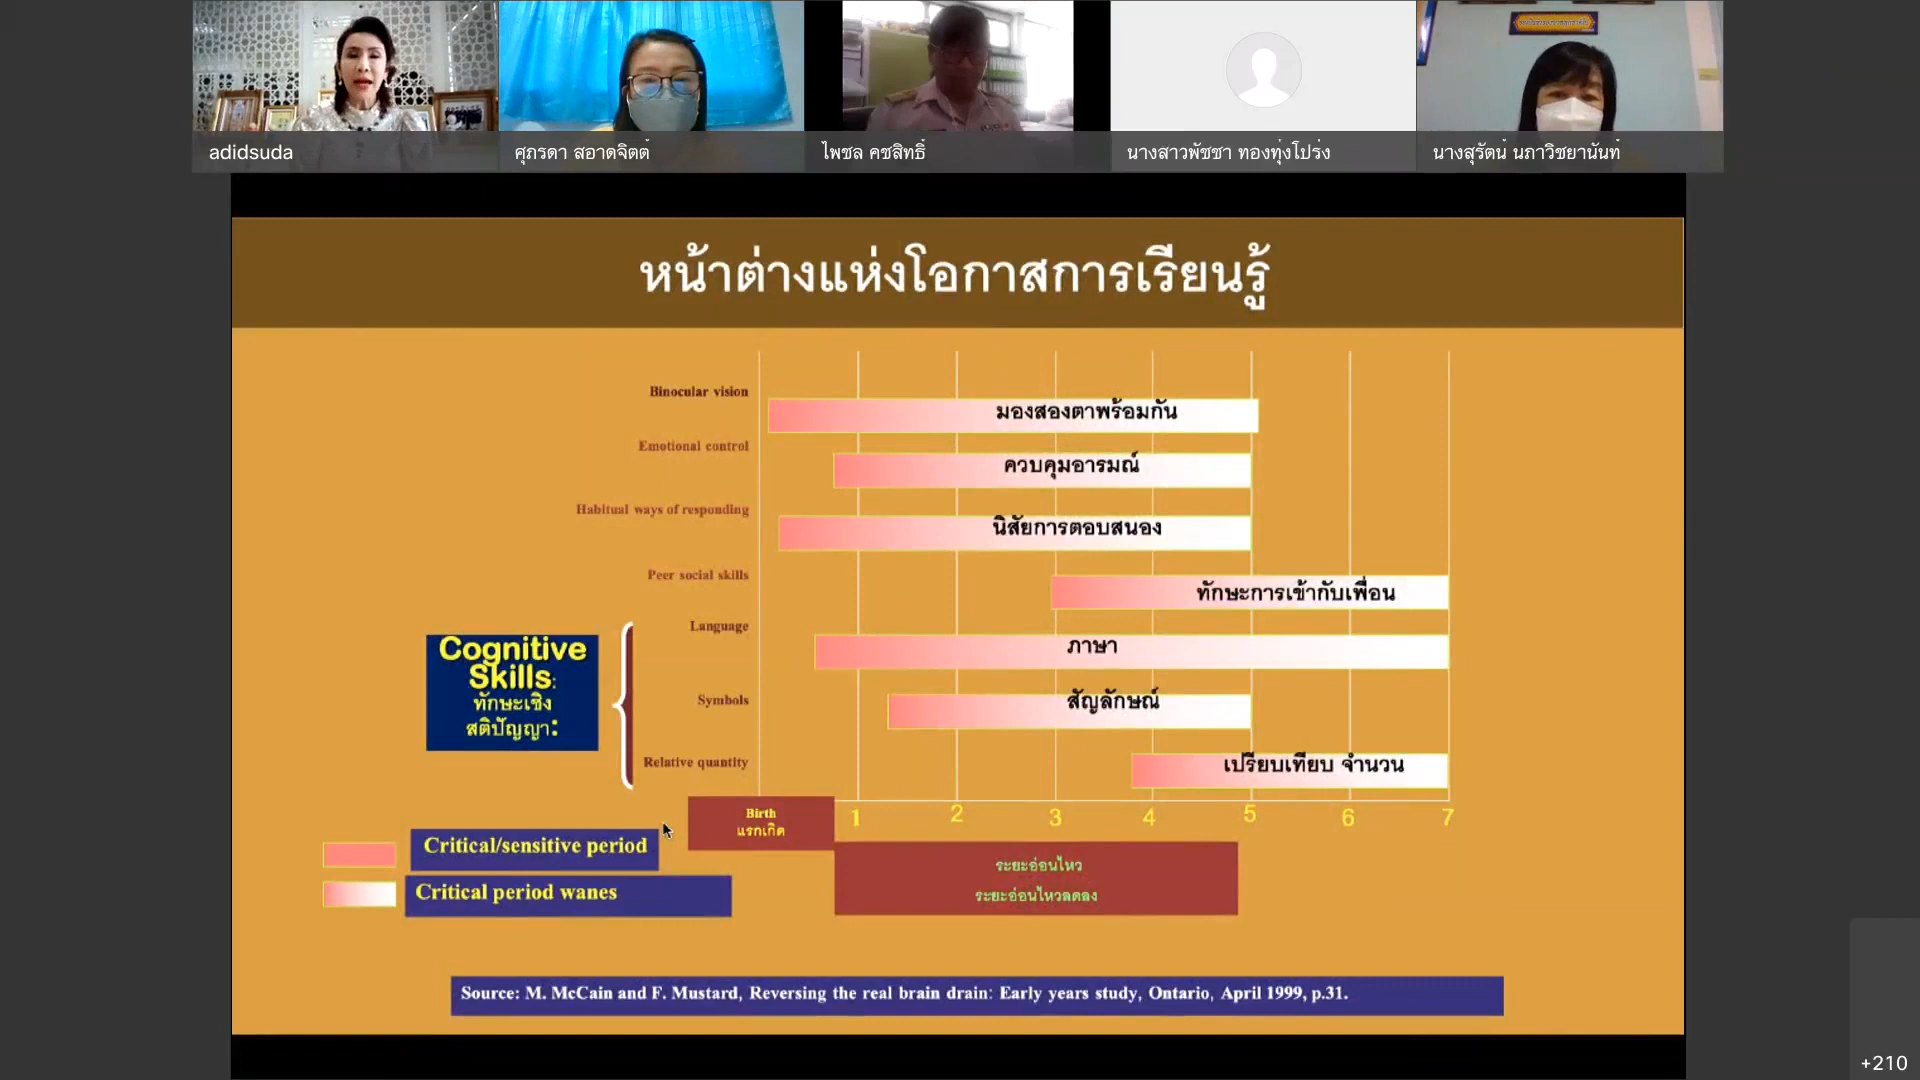 adidsuda
ศุภรดา สอาดจิตต์
ไพชล คชสิทธิ์
นางสาวพัชชา ทองทุ่งโปร่ง
นางสุรัตน์ นภาวิชยานันท์
หน้าต่างแห่งโอกาสการเรียนรู้
Binocular vision
มองสองตาพร้อมกัน
Emotional control
ควบคุมอารมณ์
Habitual ways of responding
นิสัยการตอบสนอง
Peer social skills
ทักษะการเข้ากับเพื่อน
Language
ภาษา
Cognitive
Skills:
ทักษะเชิง
สติปัญญา:
Symbols
สัญลักษณ์
Relative quantity
เปรียบเทียบ จำนวน
Birth
แรกเกิด
1 2 3 4 5 6 7
Critical/sensitive period
Critical period wanes
ระยะอ่อนไหว
ระยะอ่อนไหวลดลง
Source: M. McCain and F. Mustard, Reversing the real brain drain: Early years study, Ontario, April 1999, p.31.
+210